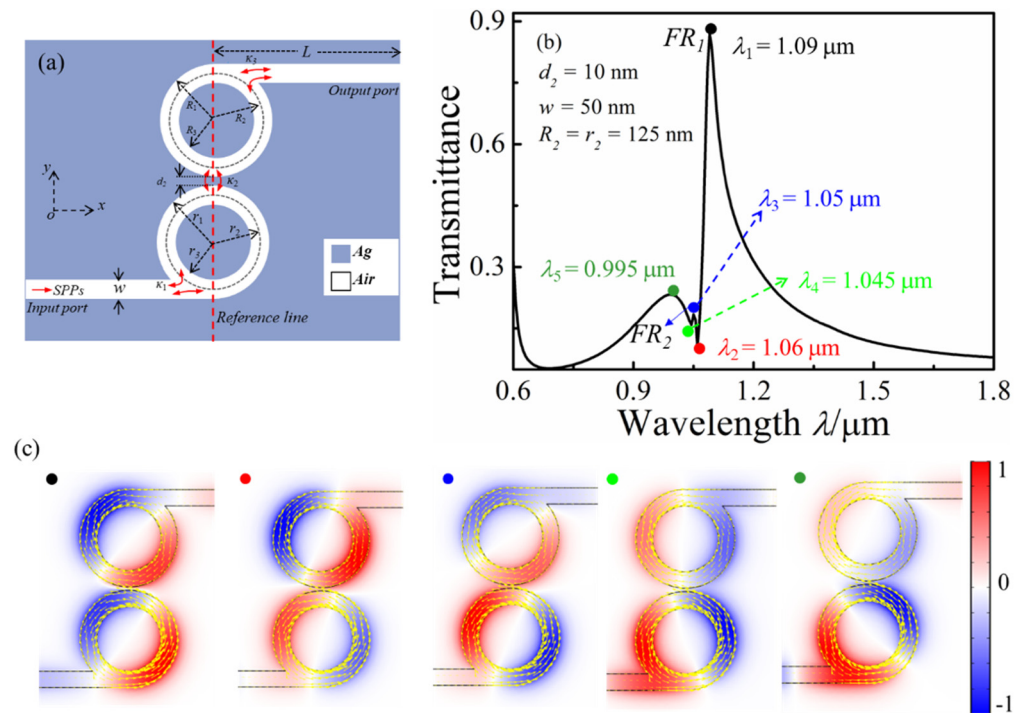 (a)
L
κ3
Output port
R1
R2
R3
d2
κ2
y
o
x
r1
r2
r3
Ag
Air
κ1
SPPs
w
Input port
Reference line
(b)
Transmittance
0.9
0.6
0.3
FR1
λ1 = 1.09 μm
d2 = 10 nm
w = 50 nm
R2 = r2 = 125 nm
λ3 = 1.05 μm
λ5 = 0.995 μm
λ4 = 1.045 μm
FR2
λ2 = 1.06 μm
0.6 0.9 1.2 1.5 1.8
Wavelength λ/μm
(c)
1
0
-1